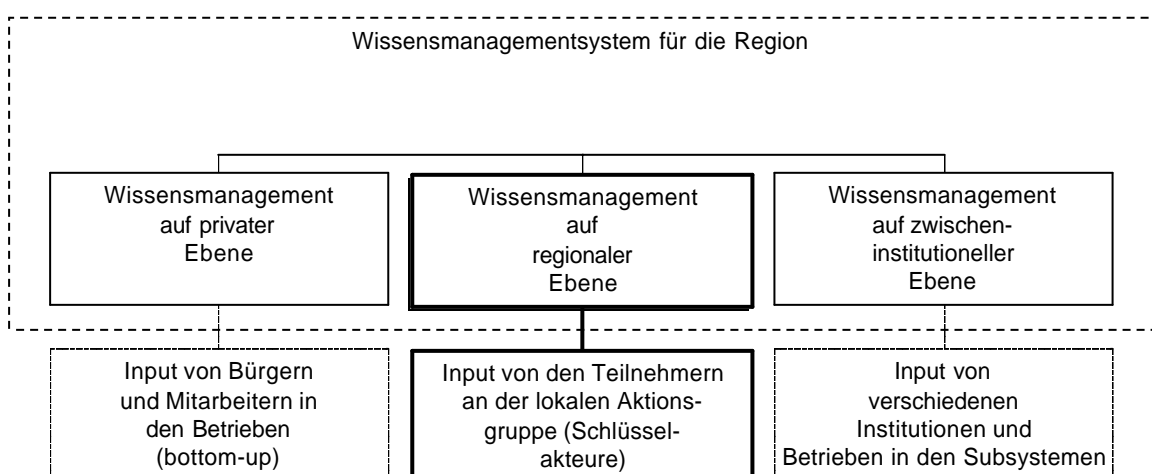 Wissensmanagementsystem für die Region
Wissensmanagement
auf privater
Ebene
Wissensmanagement
auf
regionaler
Ebene
Wissensmanagement
auf zwischen-
institutioneller
Ebene
Input von Bürgern
und Mitarbeitern in
den Betrieben
(bottom-up)
Input von den Teilnehmern
an der lokalen Aktions-
gruppe (Schlüssel-
akteure)
Input von
verschiedenen
Institutionen und
Betrieben in den Subsystemen